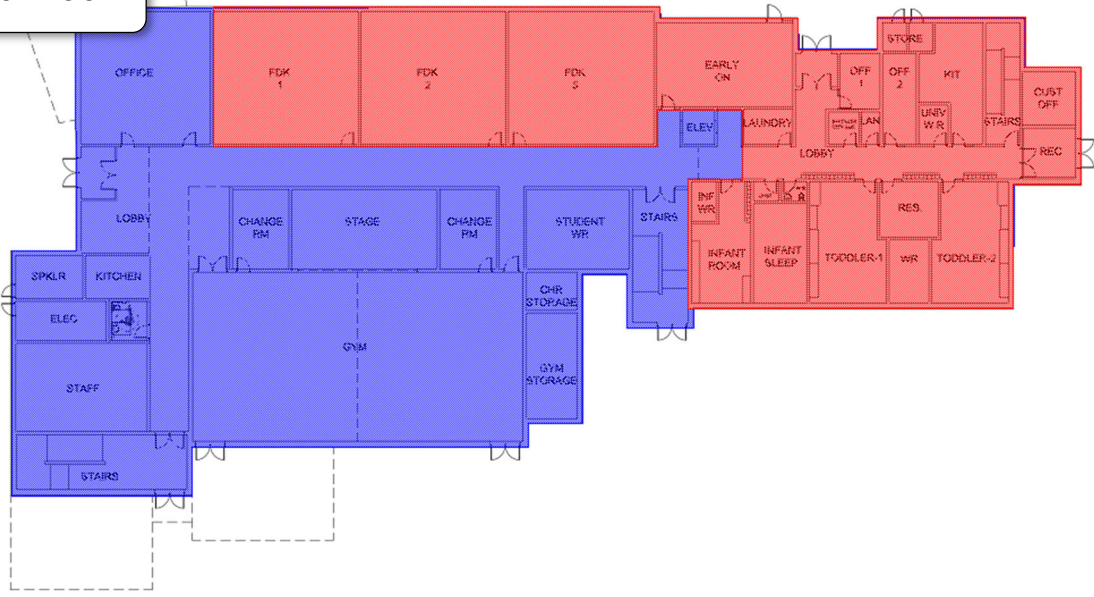 OFFICE
FDK
1
FDK
2
FDK
3
EARLY
ON
STORE
OFF
1
OFF
2
KIT
CUST
OFF
ELEV
LAUNDRY
LAN
UNIV
WR
STAIRS
LOBBY
REC
LOBBY
CHANGE
RM
STAGE
CHANGE
RM
STUDENT
WR
STAIRS
INF
WR
RES.
INFANT
ROOM
INFANT
SLEEP
TODDLER-1
WR
TODDLER-2
SPKLR
KITCHEN
ELEC
CHR
STORAGE
GYM
GYM
STORAGE
STAFF
STAIRS